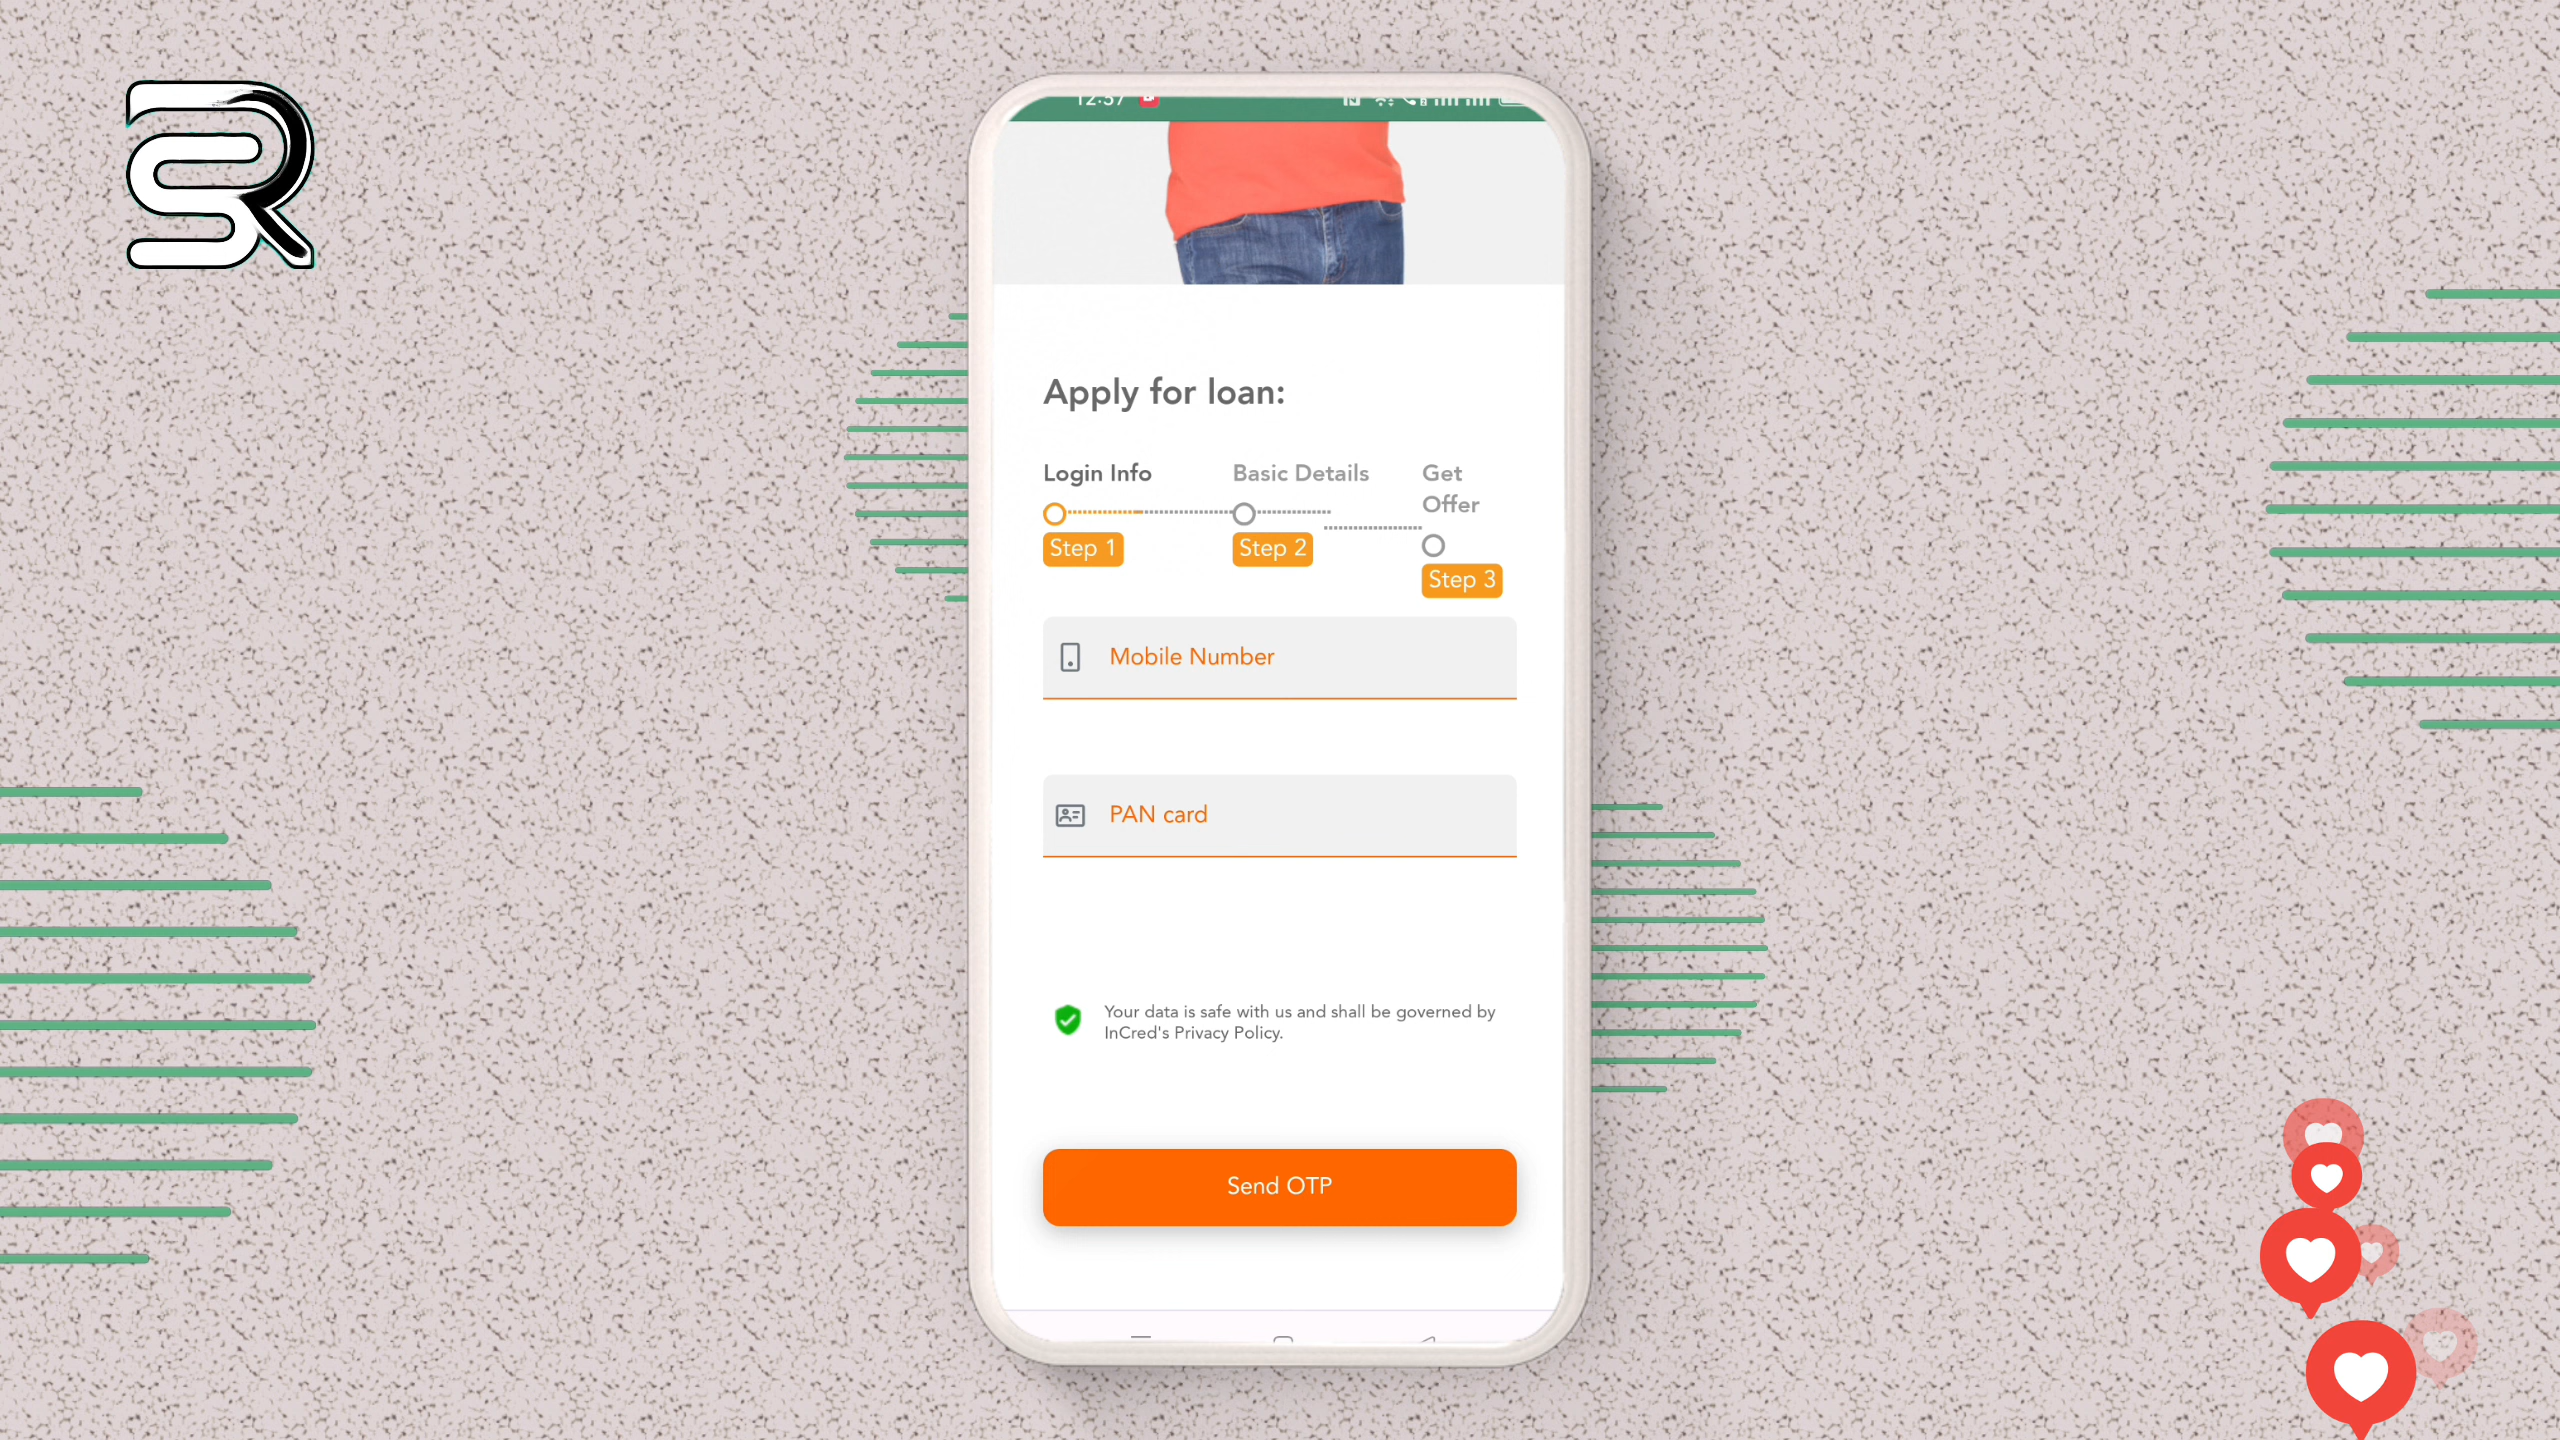 12:57
Apply for loan:
Login Info
Basic Details
Get
Offer
Step 1
Step 2
Step 3
Mobile Number
PAN card
Your data is safe with us and shall be governed by
InCred's Privacy Policy.
Send OTP